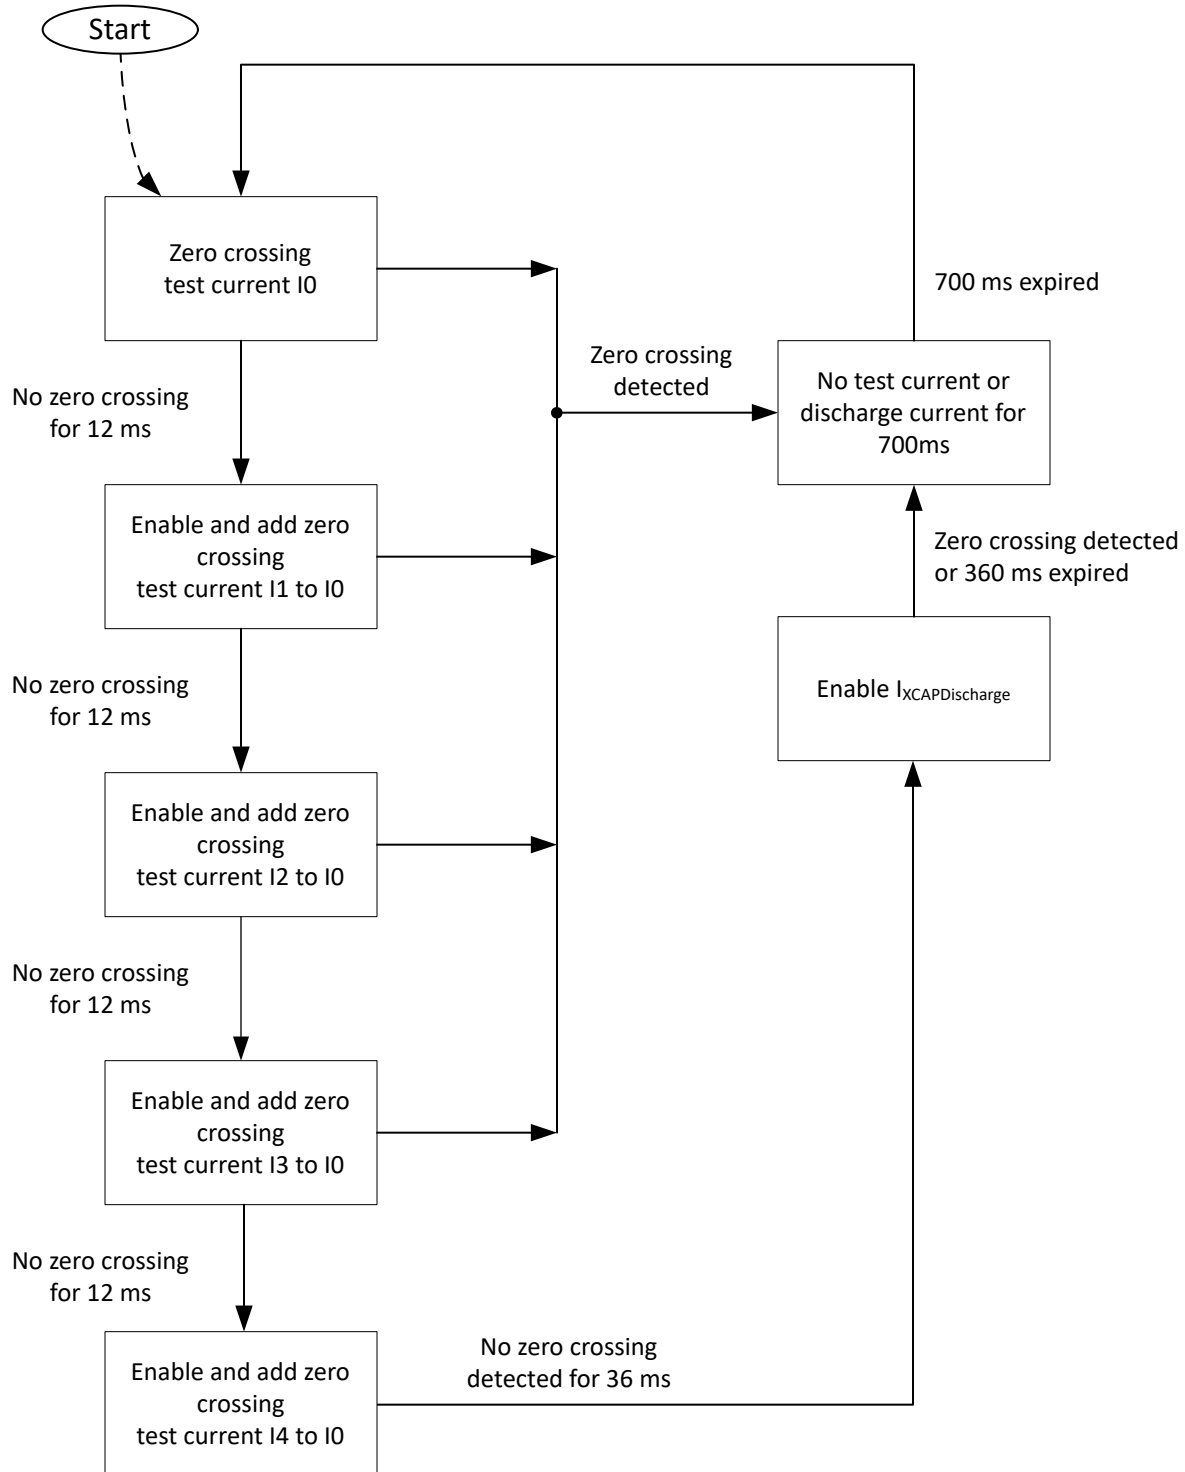 Start
Zero crossing
test current I0
No zero crossing
for 12 ms
Enable and add zero
crossing
test current I1 to I0
No zero crossing
for 12 ms
Enable and add zero
crossing
test current I2 to I0
No zero crossing
for 12 ms
Enable and add zero
crossing
test current I3 to I0
No zero crossing
for 12 ms
Enable and add zero
crossing
test current I4 to I0
No zero crossing
detected for 36 ms
Zero crossing
detected
700 ms expired
No test current or
discharge current for
700ms
Zero crossing detected
or 360 ms expired
Enable IXCAPDischarge